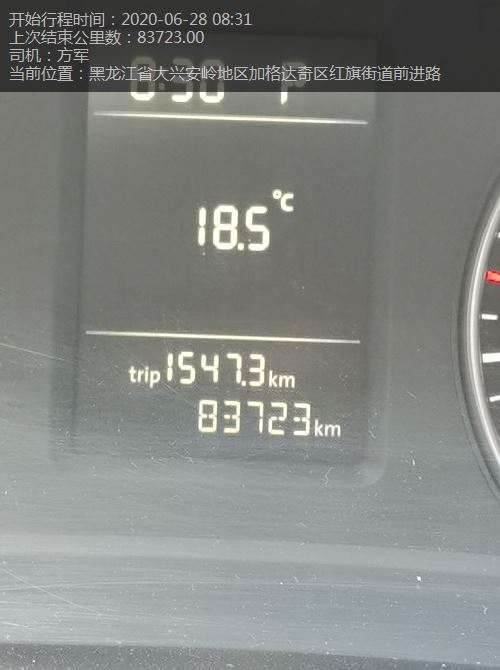 开始行程时间：2020-06-28 08:31
上次结束公里数：83723.00
司机：方军
当前位置：黑龙江省大兴安岭地区加格达奇区红旗街道前进路
6:30 P
18.5 °C
trip 1547.3 km
83723 km